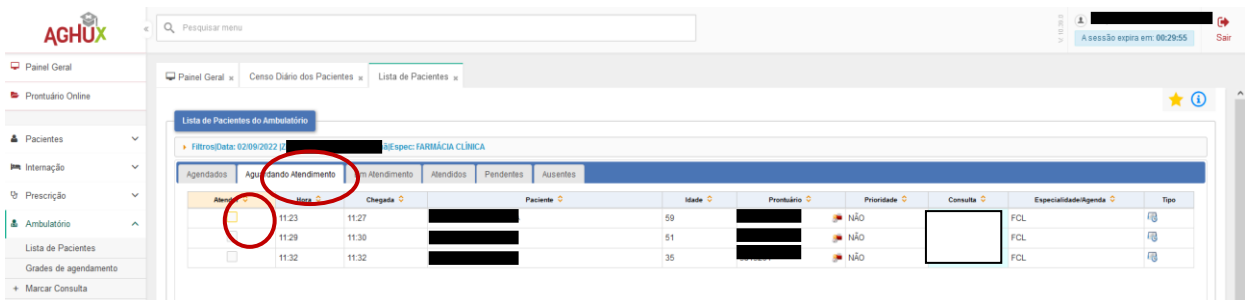 AGHUX
«
Pesquisar menu
A sessão expira em: 00:29:55
Sair
Painel Geral
Prontuário Online
Pacientes
Internação
Prescrição
Ambulatório
Lista de Pacientes
Grades de agendamento
+ Marcar Consulta
Painel Geral x Censo Diário dos Pacientes x Lista de Pacientes x
Lista de Pacientes do Ambulatório
Filtros|Data: 02/09/2022 |Z ã|Espec: FARMÁCIA CLÍNICA
Agendados Aguardando Atendimento Em Atendimento Atendidos Pendentes Ausentes
Atender Hora Chegada Paciente Idade Prontuário Prioridade Consulta Especialidade/Agenda Tipo
11:23 11:27 59 NÃO FCL
11:29 11:30 51 NÃO FCL
11:32 11:32 35 NÃO FCL